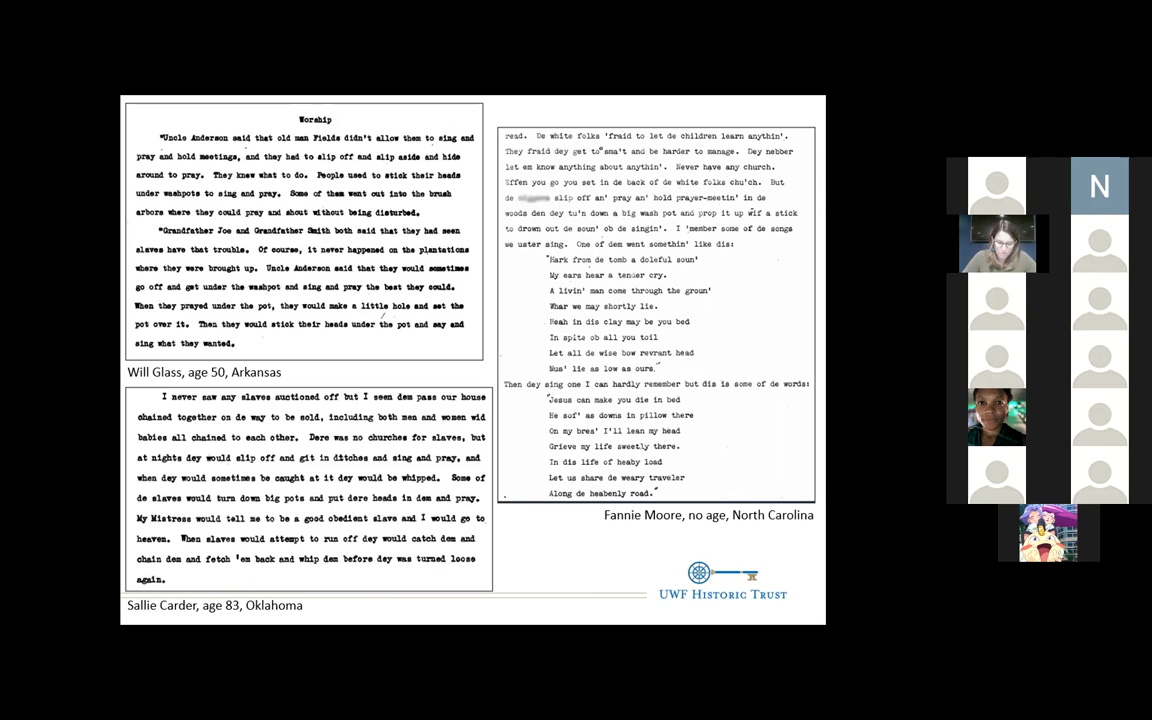 Worship
"Uncle Anderson said that old man Fields didn't allow them to sing and
pray and hold meetings, and they had to slip off and slip aside and hide
around to pray. They knew what to do. People used to stick their heads
under washpots to sing and pray. Some of them went out into the brush
arbors where they could pray and shout without being disturbed.
"Grandfather Joe and Grandfather Smith both said that they had seen
slaves have that trouble. Of course, it never happened on the plantations
where they were brought up. Uncle Anderson said that they would sometimes
go off and get under the washpot and sing and pray the best they could.
When they prayed under the pot, they would make a little hole and set the
pot over it. Then they would stick their heads under the pot and say and
sing what they wanted.
Will Glass, age 50, Arkansas
I never saw any slaves auctioned off but I seen dem pass our house
chained together on de way to be sold, including both men and women wid
babies all chained to each other. Dere was no churches for slaves, but
at nights dey would slip off and git in ditches and sing and pray, and
when dey would sometimes be caught at it dey would be whipped. Some of
de slaves would turn down big pots and put dere heads in dem and pray.
My Mistress would tell me to be a good obedient slave and I would go to
heaven. When slaves would attempt to run off dey would catch dem and
chain dem and fetch 'em back and whip dem before dey was turned loose
again.
Sallie Carder, age 83, Oklahoma
read. De white folks 'fraid to let de children learn anythin'.
They fraid dey get to sma't and be harder to manage. Dey nebber
let em know anything about anythin'. Never have any church.
Effen you go you set in de back of de white folks chu'ch. But
de slip off an' pray an' hold prayer-meetin' in de
woods den dey tu'n down a big wash pot and prop it up wif a stick
to drown out de soun' ob de singin'. I 'member some of de songs
we uster sing. One of dem went somethin' like dis:
"Hark from de tomb a doleful soun'
My ears hear a tender cry.
A livin' man come through the groun'
Whar we may shortly lie.
Heah in dis clay may be you bed
In spite ob all you toil
Let all de wise bow revrant head
Mus' lie as low as ours."
Then dey sing one I can hardly remember but dis is some of de words:
"Jesus can make you die in bed
He sof' as downs in pillow there
On my bres' I'll lean my head
Grieve my life sweetly there.
In dis life of heaby load
Let us share de weary traveler
Along de heabenly road."
Fannie Moore, no age, North Carolina
UWF HISTORIC TRUST
N